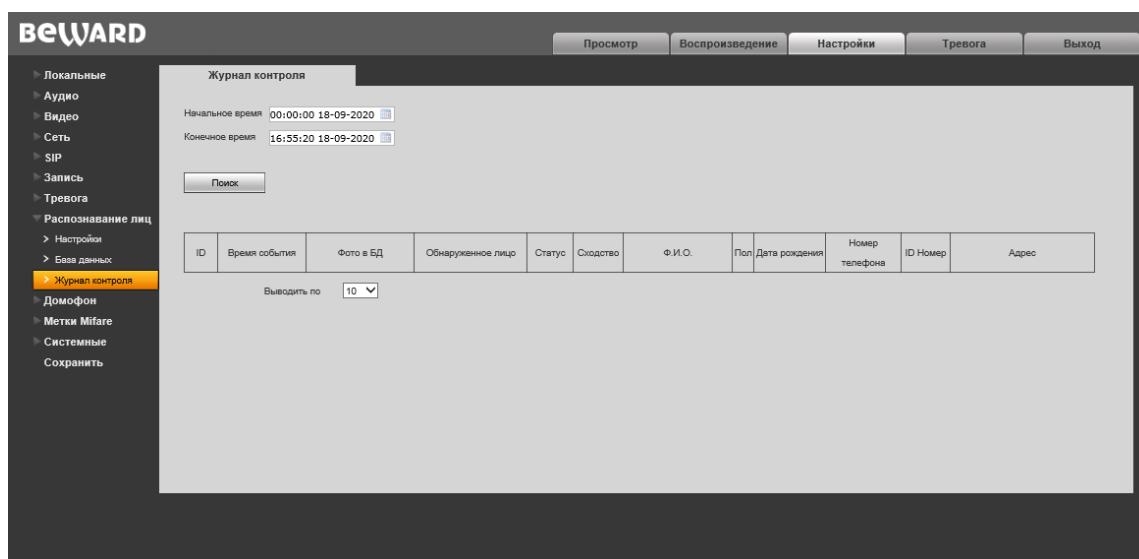 BEWARD
Просмотр
Воспроизведение
Настройки
Тревога
Выход
Локальные
Аудио
Видео
Сеть
SIP
Запись
Тревога
Распознавание лиц
> Настройки
> База данных
> Журнал контроля
Домофон
Метки Mifare
Системные
Сохранить
Журнал контроля
Начальное время 00:00:00 18-09-2020
Конечное время 16:55:20 18-09-2020
Поиск
ID Время события Фото в БД Обнаруженное лицо Статус Сходство Ф.И.О. Пол Дата рождения Номер телефона ID Номер Адрес
Выводить по 10